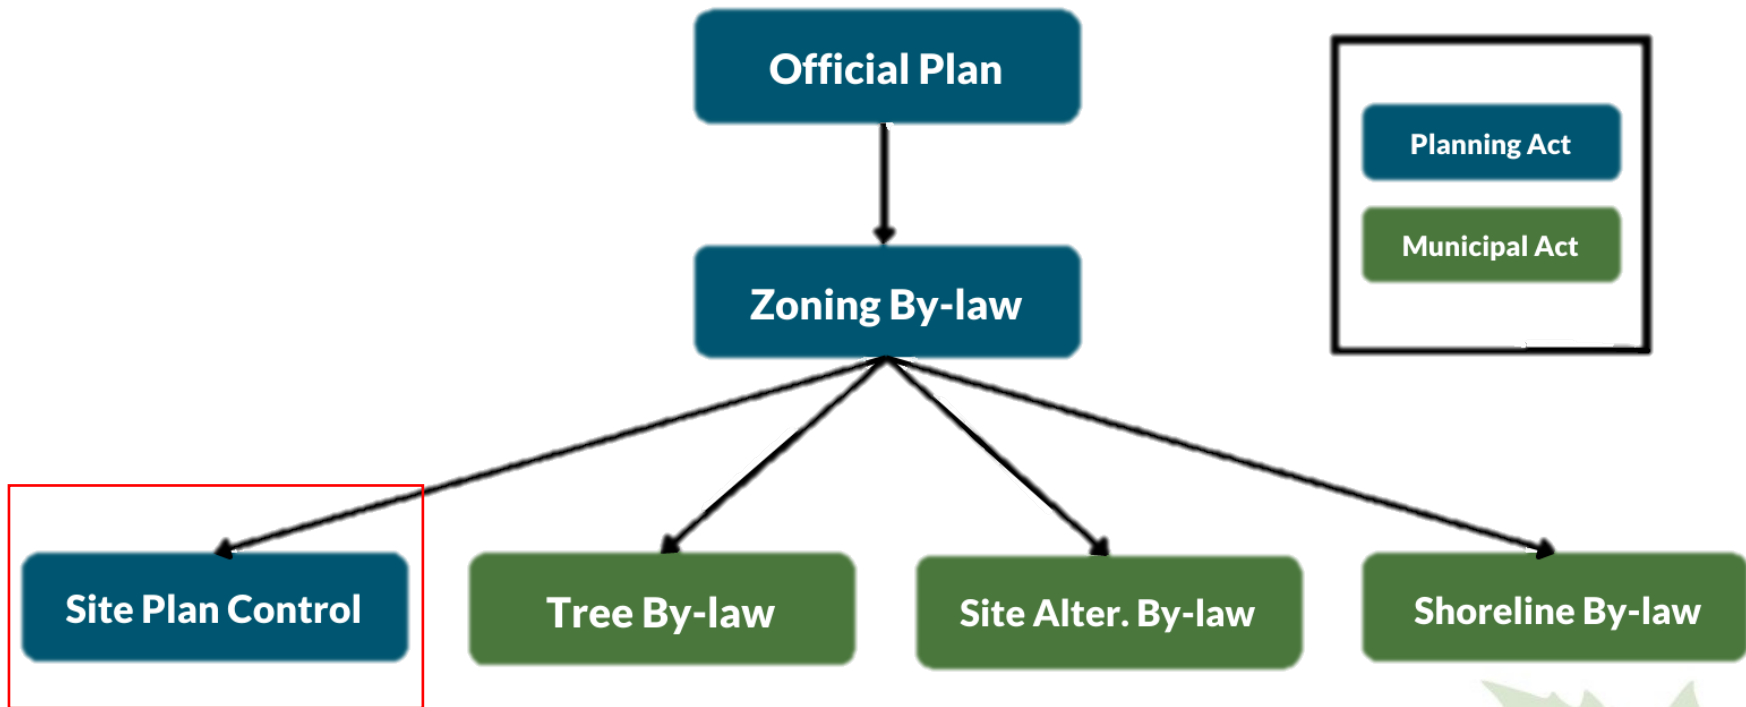 Official Plan
Planning Act
Municipal Act
Zoning By-law
Site Plan Control
Tree By-law
Site Alter. By-law
Shoreline By-law